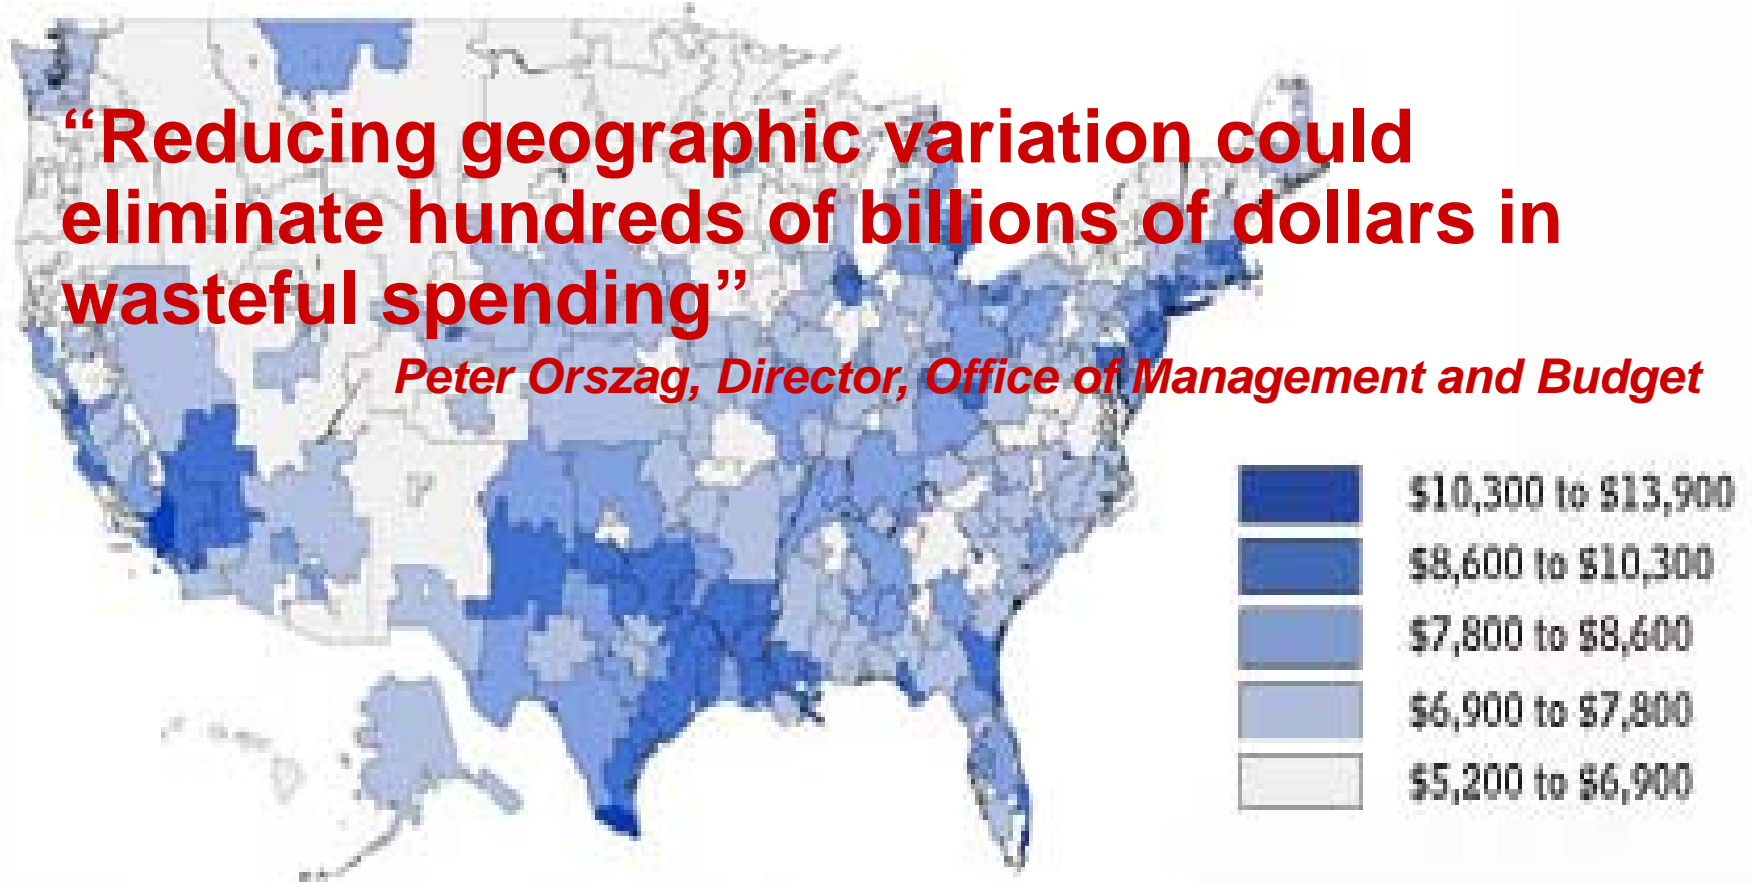 “Reducing geographic variation could
eliminate hundreds of billions of dollars in
wasteful spending”
Peter Orszag, Director, Office of Management and Budget
$10,300 to $13,900
$8,600 to $10,300
$7,800 to $8,600
$6,900 to $7,800
$5,200 to $6,900